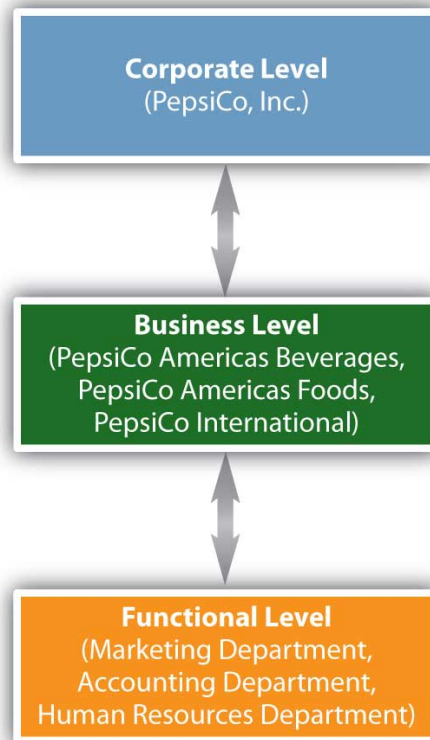 Corporate Level
(PepsiCo, Inc.)
Business Level
(PepsiCo Americas Beverages,
PepsiCo Americas Foods,
PepsiCo International)
Functional Level
(Marketing Department,
Accounting Department,
Human Resources Department)